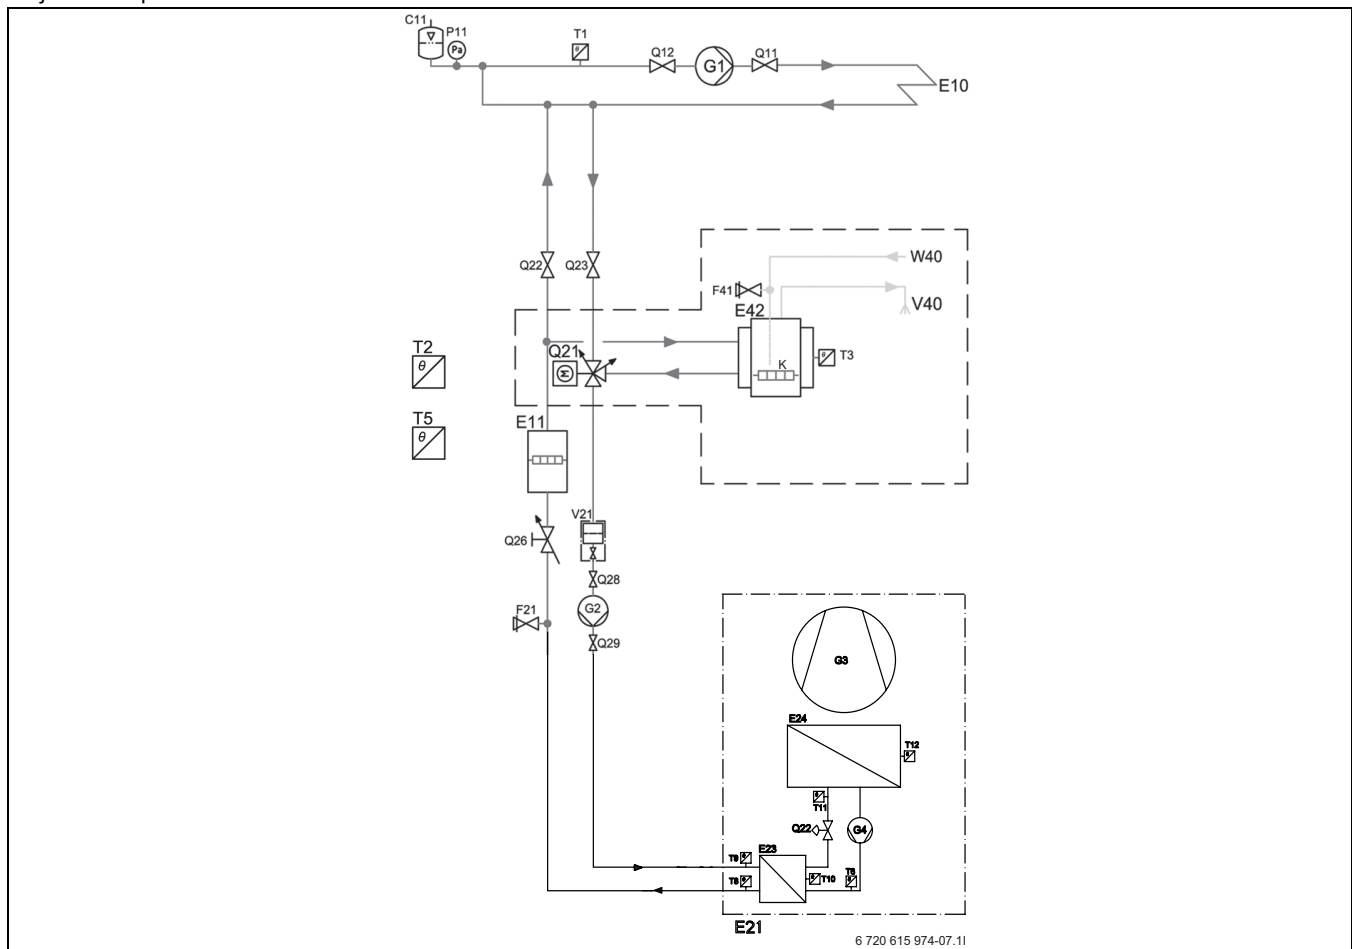 C11
P11
Pa
T1
θ
Q12
G1
Q11
E10
Q22
Q23
W40
F41
V40
E42
T2
θ
Q21
M
T3
θ
K
T5
θ
E11
V21
Q26
Q28
F21
G2
Q29
G3
E24
T12
T11
Q22
G4
E23
T9
T8
T10
T6
E21
6 720 615 974-07.1I